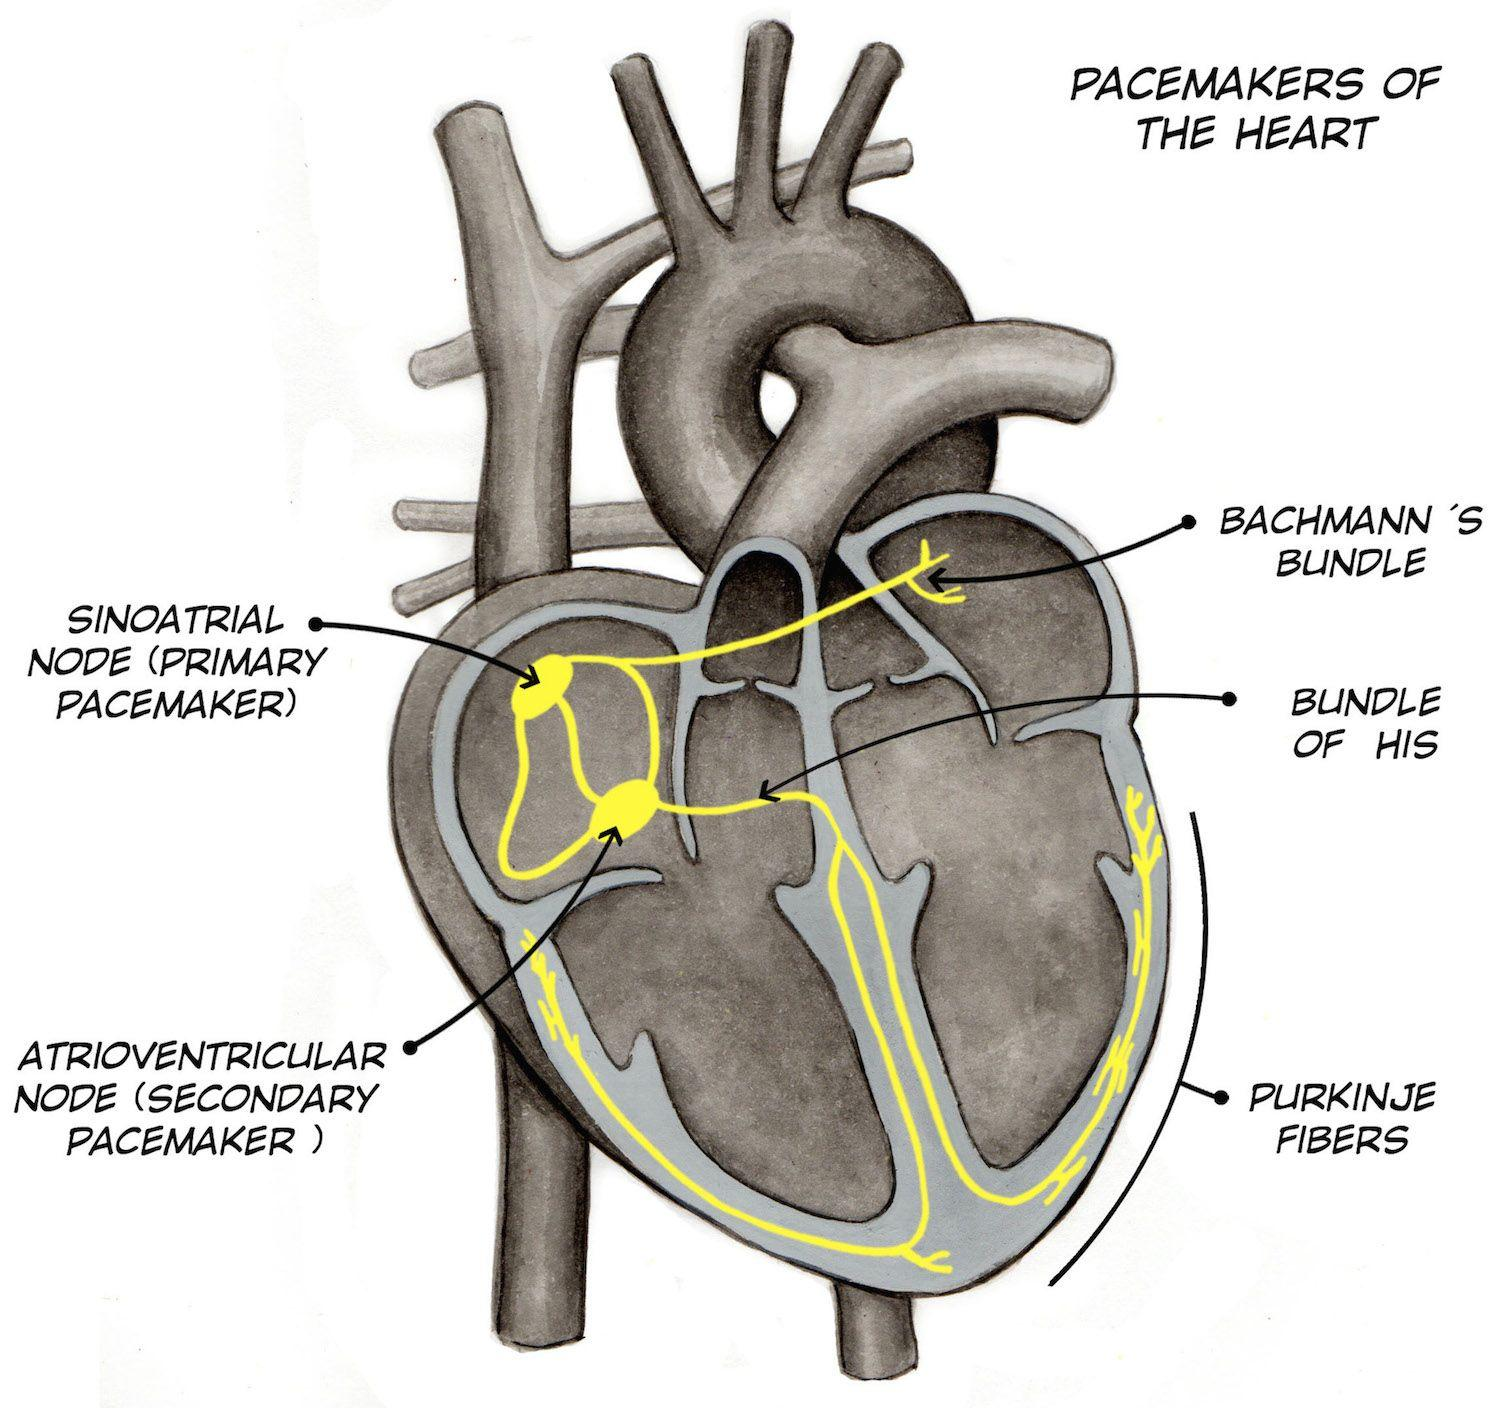 PACEMAKERS OF
THE HEART
BACHMANN 'S
BUNDLE
SINOATRIAL
NODE (PRIMARY
PACEMAKER)
BUNDLE
OF HIS
ATRIOVENTRICULAR
NODE (SECONDARY
PACEMAKER )
PURKINJE
FIBERS